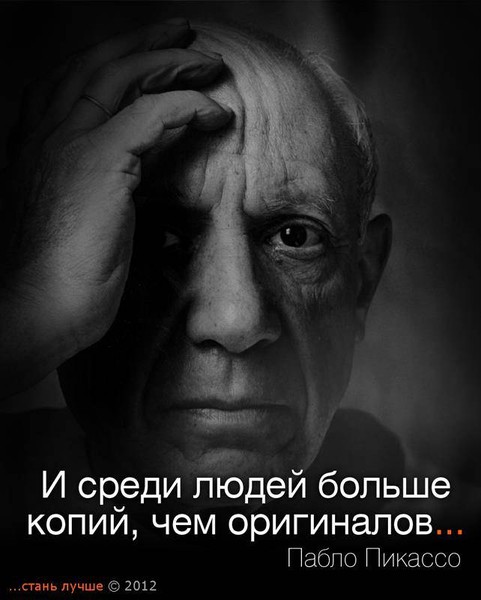 И среди людей больше
копий, чем оригиналов...
Пабло Пикассо
...стань лучше © 2012